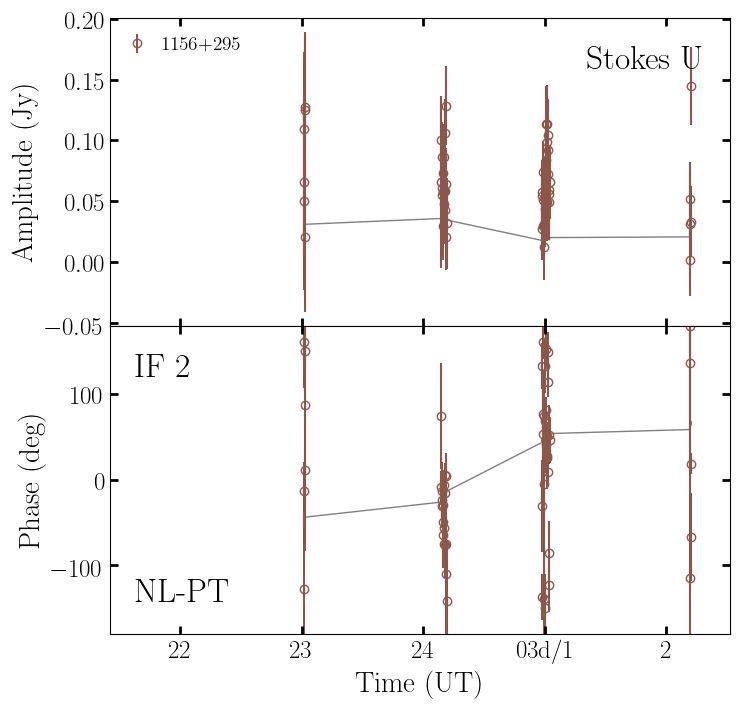 0.20
1156+295
Stokes U
0.15
0.10
0.05
0.00
−0.05
Amplitude (Jy)
IF 2
100
0
−100
Phase (deg)
NL-PT
22
23
24
03d/1
2
Time (UT)